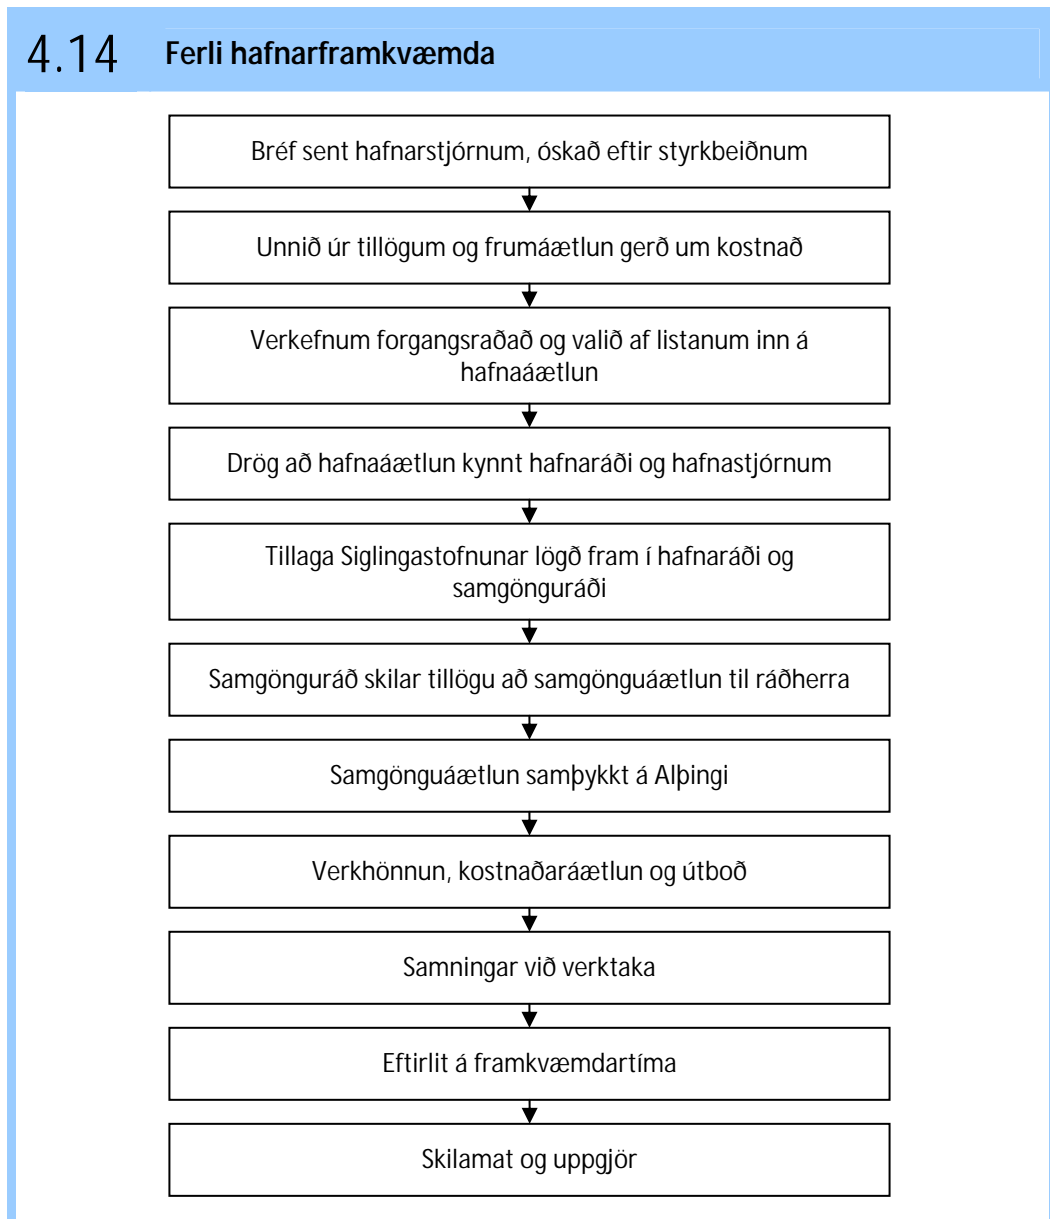 4.14 Ferli hafnarframkvæmda
Bréf sent hafnarstjórnum, óskað eftir styrkbeiðnum
Unnið úr tillögum og frumáætlun gerð um kostnað
Verkefnum forgangsraðað og valið af listanum inn á
hafnaáætlun
Drög að hafnaáætlun kynnt hafnaráði og hafnastjórnum
Tillaga Siglingastofnunar lögð fram í hafnaráði og
samgönguráði
Samgönguráð skilar tillögu að samgönguáætlun til ráðherra
Samgönguáætlun samþykkt á Alþingi
Verkhönnun, kostnaðaráætlun og útboð
Samningar við verktaka
Eftirlit á framkvæmdartíma
Skilamat og uppgjör